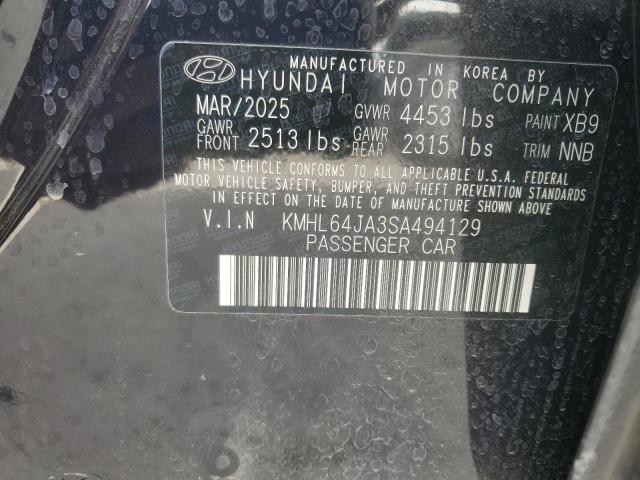 MANUFACTURED IN KOREA BY
HYUNDAI MOTOR COMPANY
MAR/2025 GVWR 4453 lbs PAINT XB9
GAWR FRONT 2513 lbs GAWR REAR 2315 lbs TRIM NNB
THIS VEHICLE CONFORMS TO ALL APPLICABLE U.S.A. FEDERAL
MOTOR VEHICLE SAFETY, BUMPER, AND THEFT PREVENTION STANDARDS
IN EFFECT ON THE DATE OF MANUFACTURE SHOWN ABOVE.
V.I.N KMHL64JA3SA494129
PASSENGER CAR